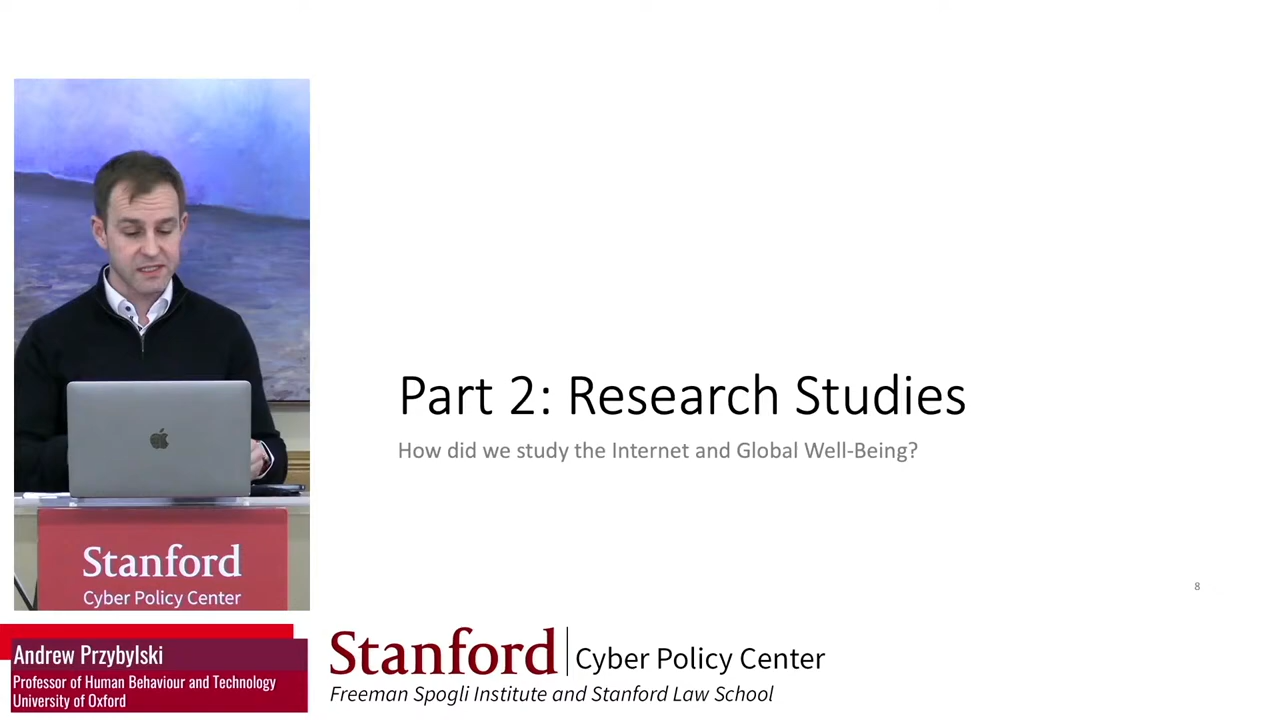 Part 2: Research Studies
How did we study the Internet and Global Well-Being?
8
Stanford
Cyber Policy Center
Andrew Przybylski
Professor of Human Behaviour and Technology
University of Oxford
Stanford | Cyber Policy Center
Freeman Spogli Institute and Stanford Law School